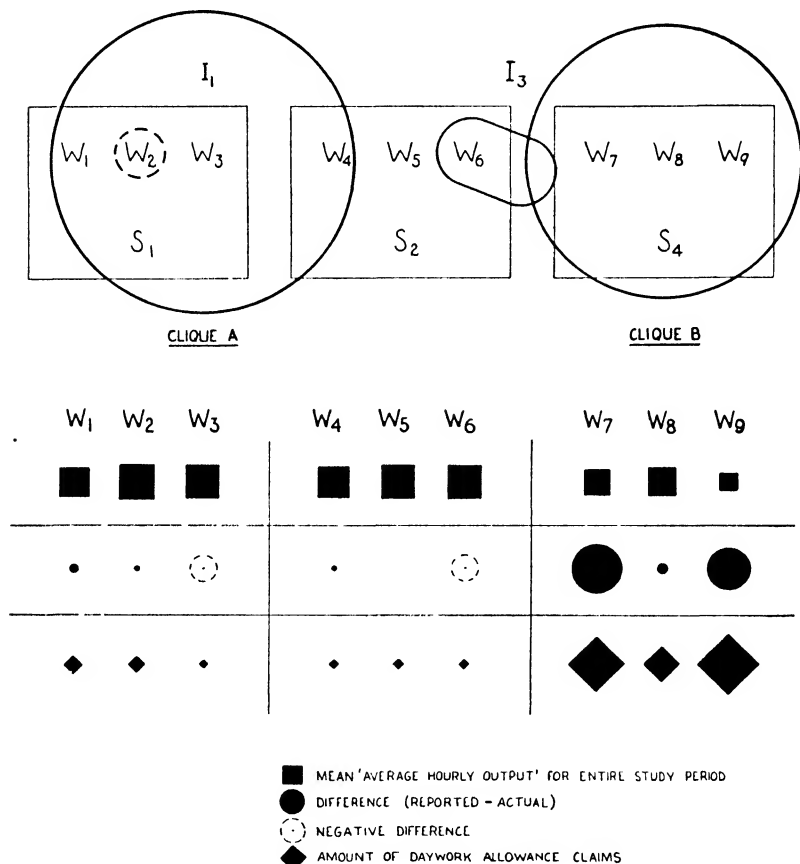 I1 I3
W1 W2 W3 W4 W5 W6 W7 W8 W9
S1 S2 S4
CLIQUE A CLIQUE B
W1 W2 W3 W4 W5 W6 W7 W8 W9
MEAN 'AVERAGE HOURLY OUTPUT' FOR ENTIRE STUDY PERIOD
DIFFERENCE (REPORTED - ACTUAL)
NEGATIVE DIFFERENCE
AMOUNT OF DAYWORK ALLOWANCE CLAIMS